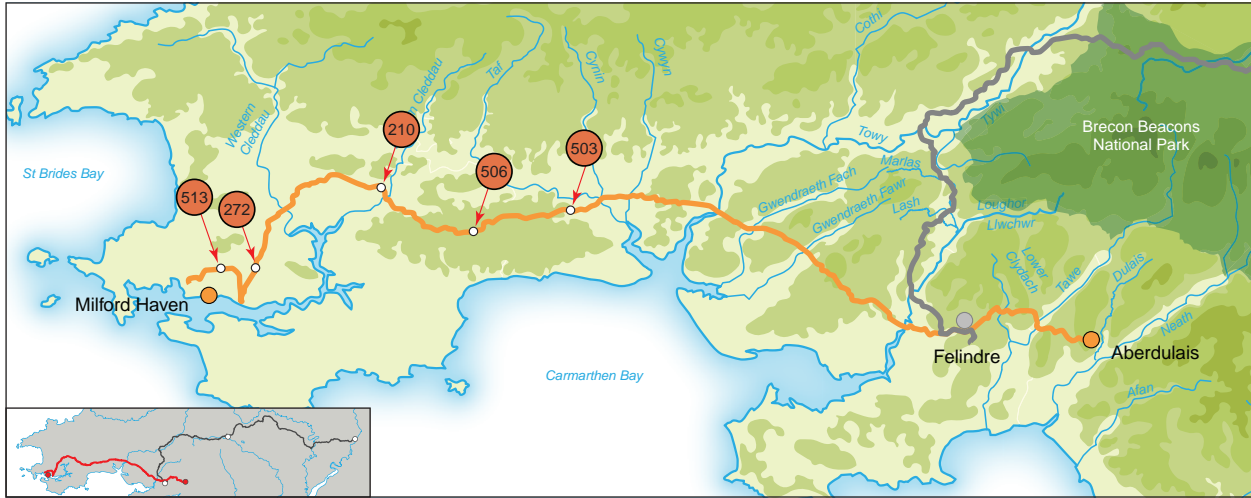 Cothi
Taf
Cynin
Cywyn
Western
Cleddau
n Cleddau
210
503
506
Towy
Tywi
Brecon Beacons
National Park
St Brides Bay
513
272
Marlas
Gwendraeth Fach
Gwendraeth Fawr
Lash
Loughor
Llwchwr
Lower
Clydach
Tawe
Dulais
Neath
Milford Haven
Felindre
Aberdulais
Carmarthen Bay
Afan